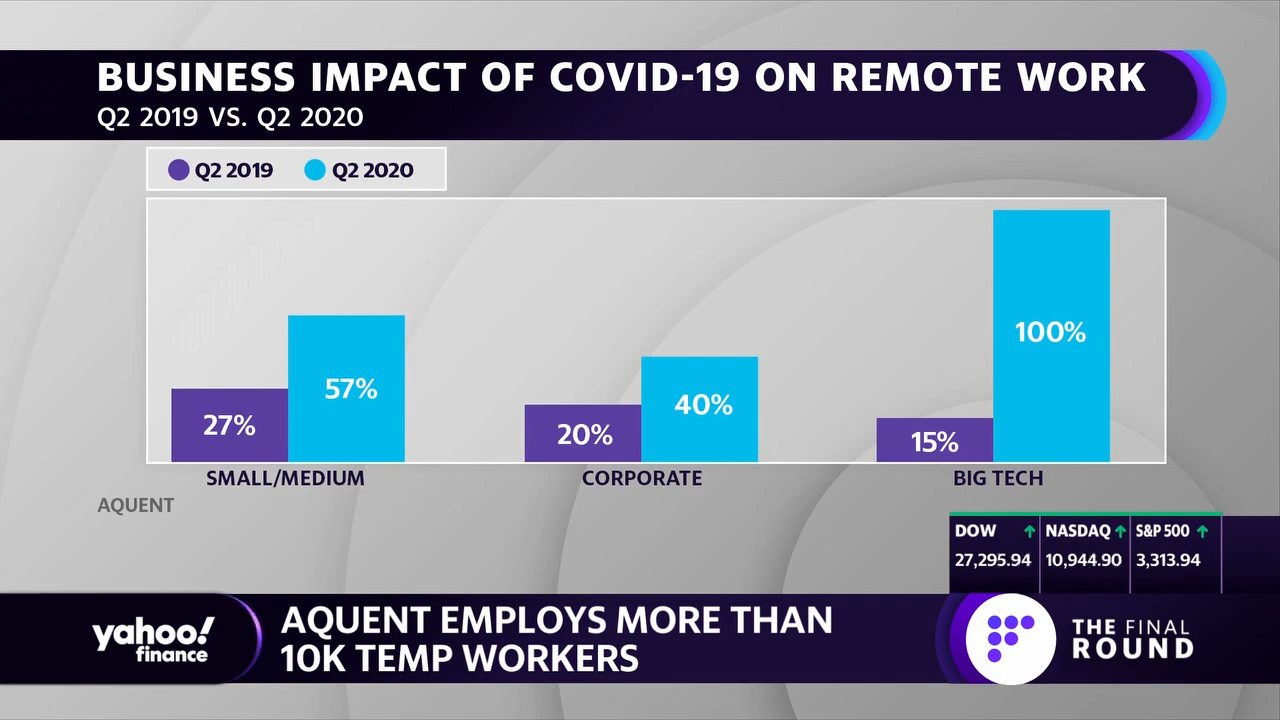 BUSINESS IMPACT OF COVID-19 ON REMOTE WORK
Q2 2019 VS. Q2 2020
Q2 2019 Q2 2020
100%
57%
40%
27%
20%
15%
SMALL/MEDIUM CORPORATE BIG TECH
AQUENT
DOW NASDAQ S&P 500
27,295.94 10,944.90 3,313.94
yahoo!
finance
AQUENT EMPLOYS MORE THAN
10K TEMP WORKERS
THE FINAL
ROUND